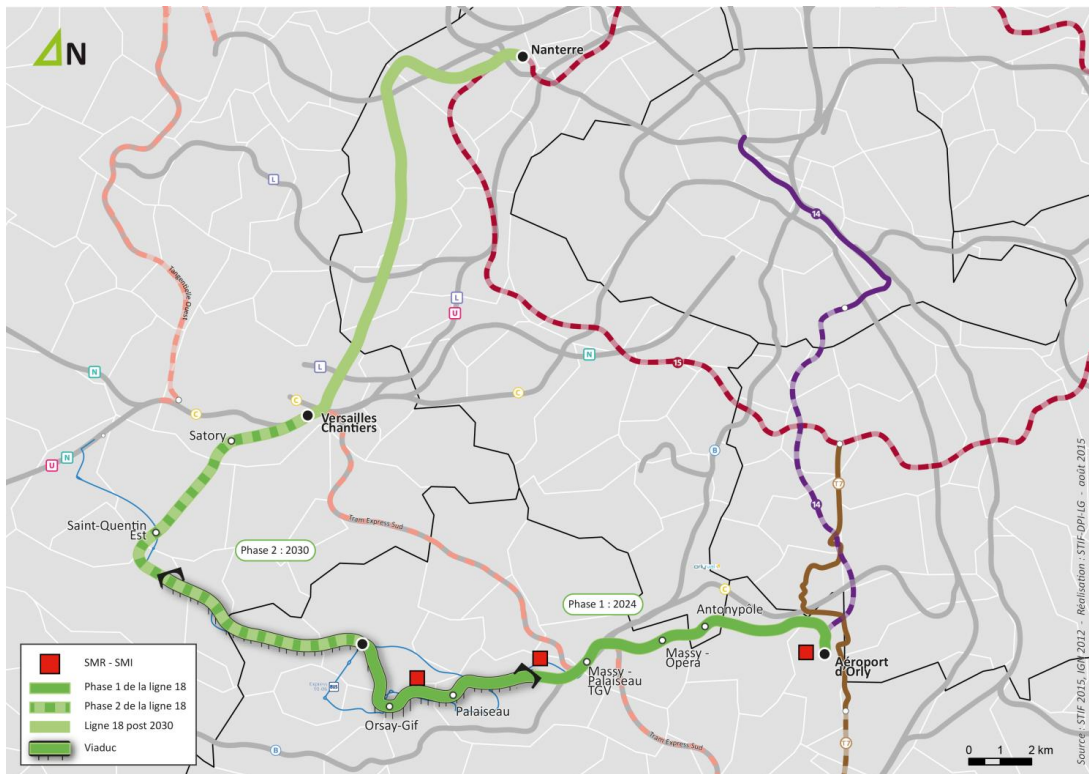 N
Nanterre
L
14
Tangentielle Ouest
L
U
N
L
N
15
C
C
C
Versailles
Chantiers
Satory
B
T7
U
N
14
Saint-Quentin
Est
Tram Express Sud
Phase 2 : 2030
Phase 1 : 2024
C
Antonypôle
Massy -
Opéra
Aéroport
d'Orly
Massy -
Palaiseau
TGV
Palaiseau
Orsay-Gif
B
Tram Express Sud
T7
SMR - SMI
Phase 1 de la ligne 18
Phase 2 de la ligne 18
Ligne 18 post 2030
Viaduc
0 1 2 km
Source : STIF 2015, IGN 2012 - Réalisation : STIF-DPI-LG - août 2015